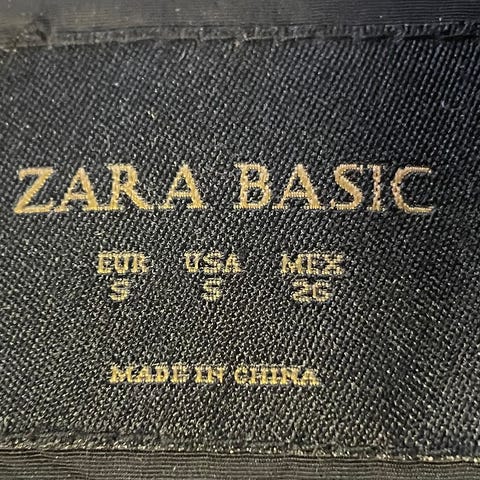 ZARA BASIC
EUR USA MEX
S S 26
MADE IN CHINA